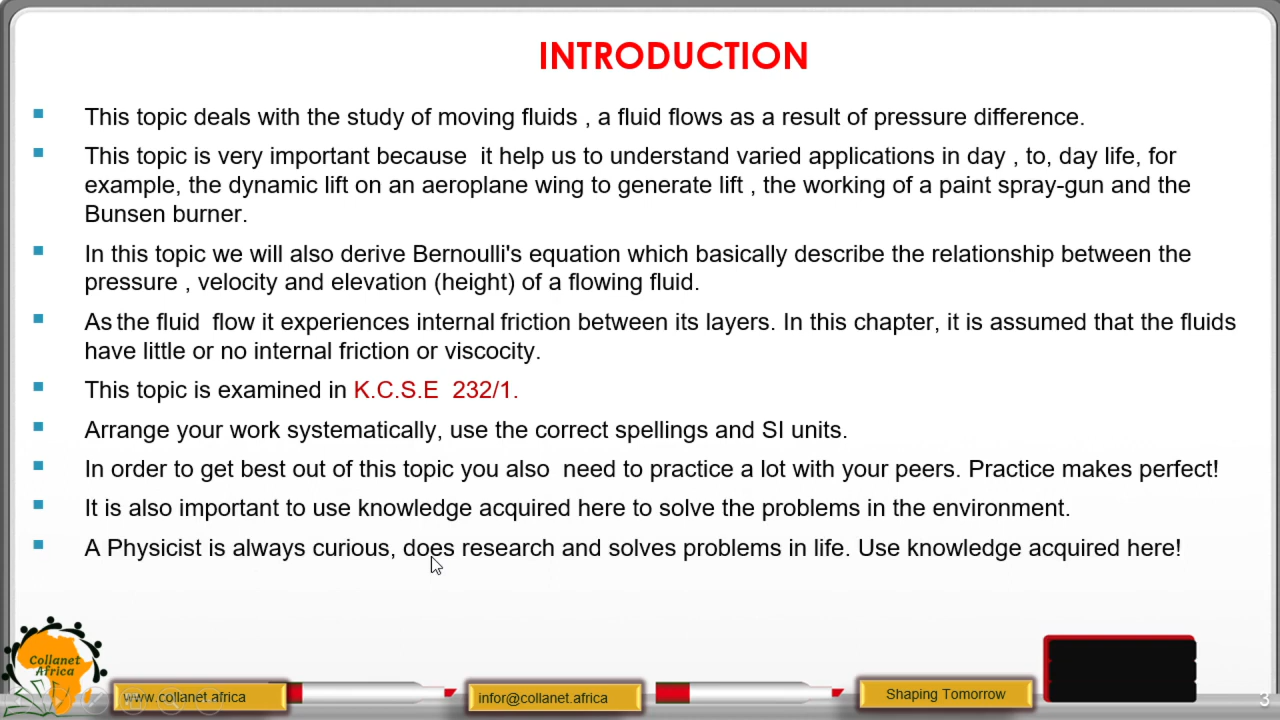 INTRODUCTION
This topic deals with the study of moving fluids , a fluid flows as a result of pressure difference.
This topic is very important because it help us to understand varied applications in day , to, day life, for
example, the dynamic lift on an aeroplane wing to generate lift , the working of a paint spray-gun and the
Bunsen burner.
In this topic we will also derive Bernoulli's equation which basically describe the relationship between the
pressure , velocity and elevation (height) of a flowing fluid.
As the fluid flow it experiences internal friction between its layers. In this chapter, it is assumed that the fluids
have little or no internal friction or viscocity.
This topic is examined in K.C.S.E 232/1.
Arrange your work systematically, use the correct spellings and SI units.
In order to get best out of this topic you also need to practice a lot with your peers. Practice makes perfect!
It is also important to use knowledge acquired here to solve the problems in the environment.
A Physicist is always curious, does research and solves problems in life. Use knowledge acquired here!
Collanet
Africa
www.collanet africa
infor@collanet.africa
Shaping Tomorrow
3